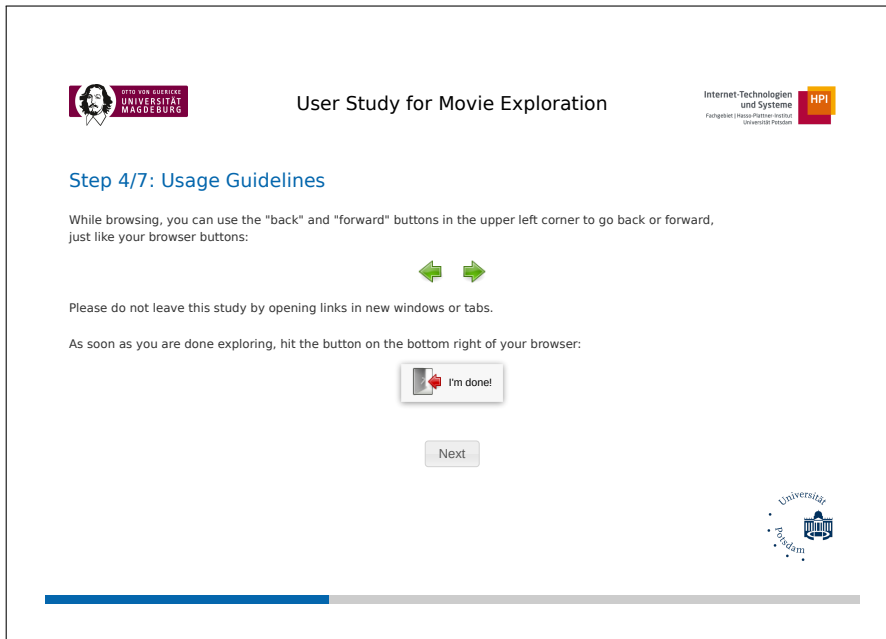 OTTO VON GUERICKE
UNIVERSITÄT
MAGDEBURG
User Study for Movie Exploration
Internet-Technologien
und Systeme
Fachgebiet | Hasso-Plattner-Institut
Universität Potsdam
HPI
Step 4/7: Usage Guidelines
While browsing, you can use the "back" and "forward" buttons in the upper left corner to go back or forward,
just like your browser buttons:
Please do not leave this study by opening links in new windows or tabs.
As soon as you are done exploring, hit the button on the bottom right of your browser:
I'm done!
Next
Universität
Potsdam